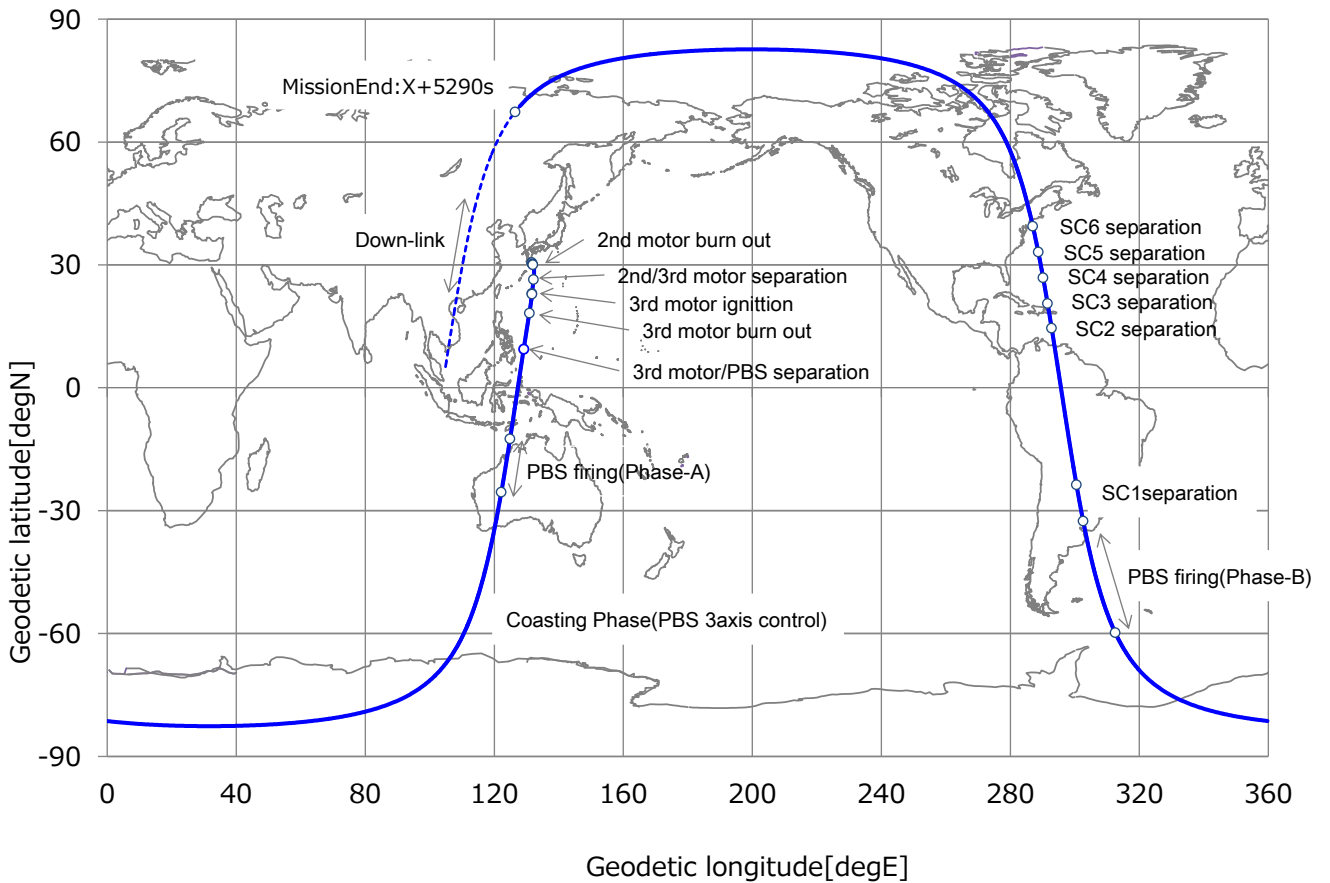 90
MissionEnd:X+5290s
60
SC6 separation
Down-link
2nd motor burn out
SC5 separation
30
2nd/3rd motor separation
SC4 separation
3rd motor ignittion
SC3 separation
3rd motor burn out
SC2 separation
3rd motor/PBS separation
0
PBS firing(Phase-A)
SC1separation
-30
PBS firing(Phase-B)
Coasting Phase(PBS 3axis control)
-60
-90
Geodetic latitude[degN]
0 40 80 120 160 200 240 280 320 360
Geodetic longitude[degE]